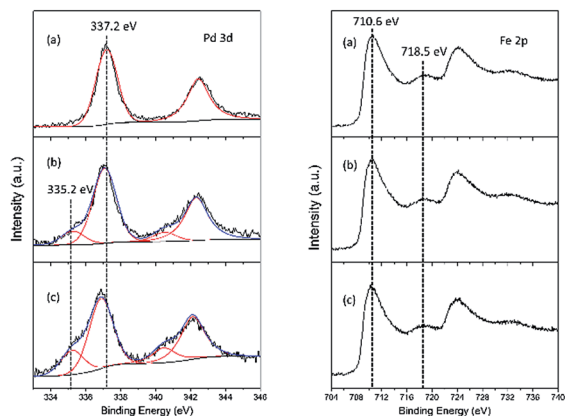 337.2 eV
(a)
Pd 3d
(b)
335.2 eV
(c)
Intensity (a.u.)
334 336 338 340 342 344 346
Binding Energy (eV)
710.6 eV
(a)
718.5 eV
Fe 2p
(b)
(c)
Intensity (a.u.)
704 708 712 716 720 724 728 732 736 740
Binding Energy (eV)